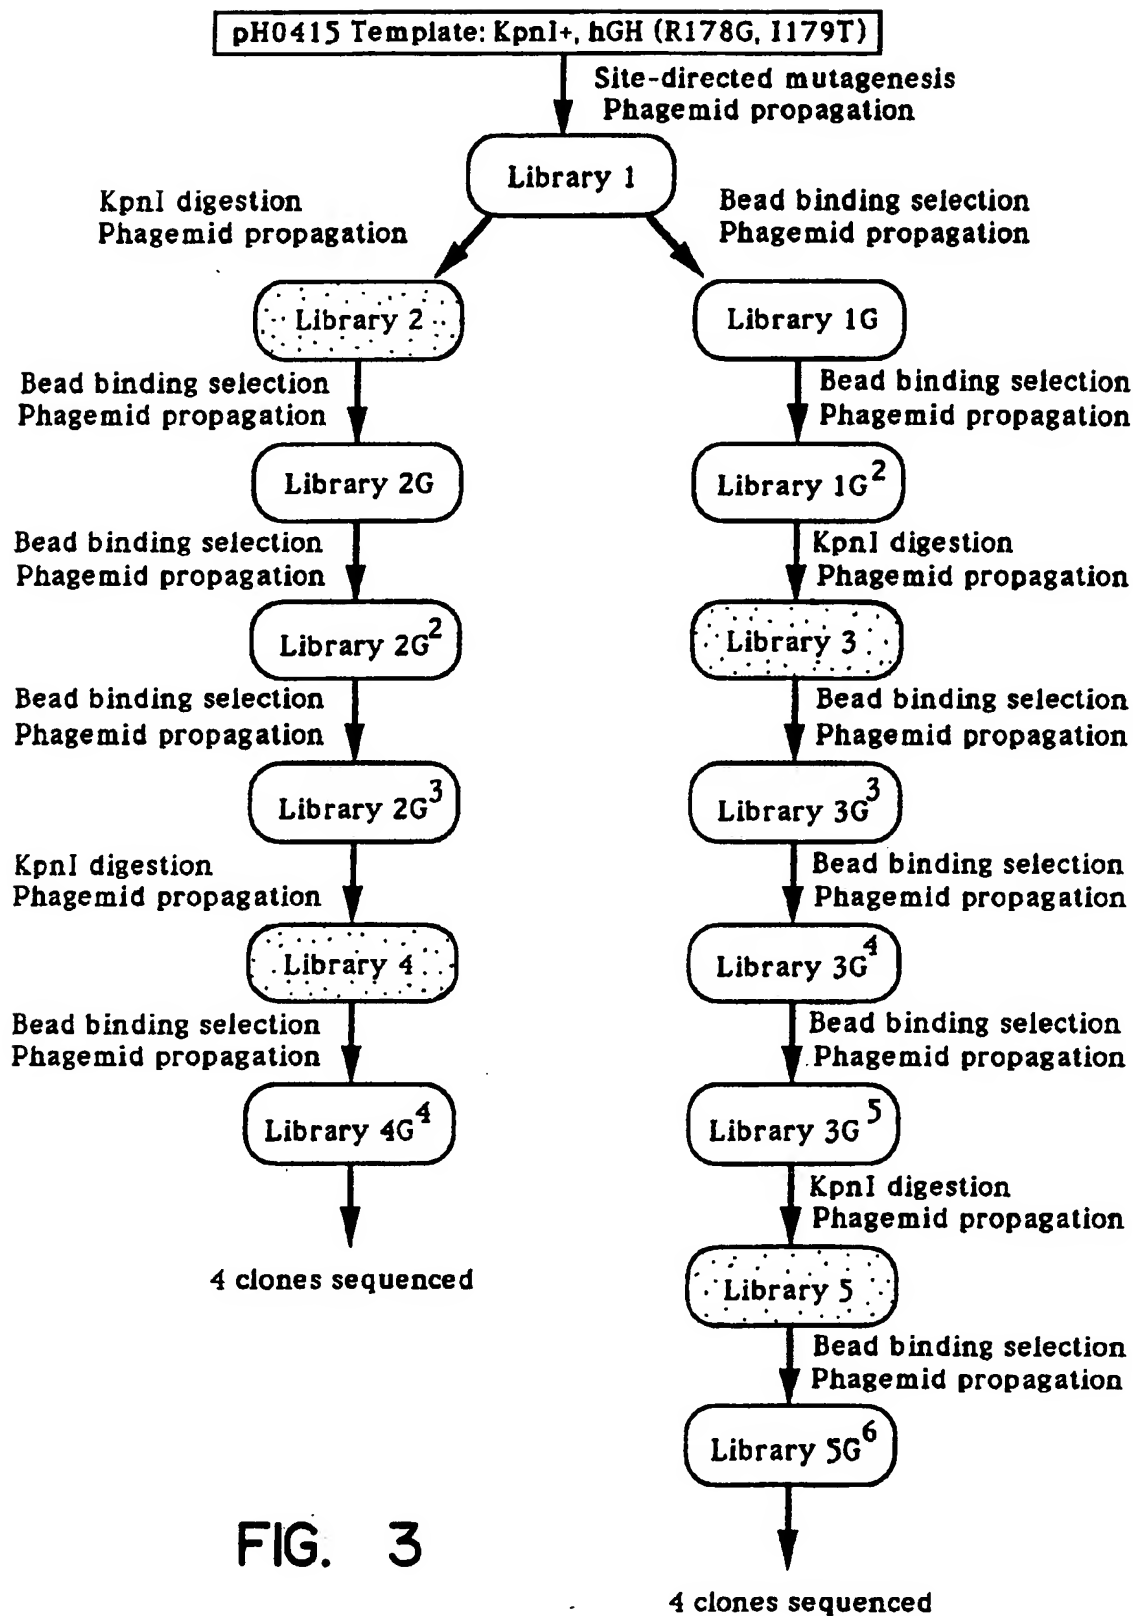 pH0415 Template: KpnI+, hGH (R178G, I179T)
Site-directed mutagenesis
Phagemid propagation
Library 1
KpnI digestion
Phagemid propagation
Bead binding selection
Phagemid propagation
Library 2
Library 1G
Bead binding selection
Phagemid propagation
Bead binding selection
Phagemid propagation
Library 2G
Library 1G²
Bead binding selection
Phagemid propagation
KpnI digestion
Phagemid propagation
Library 2G²
Library 3
Bead binding selection
Phagemid propagation
Bead binding selection
Phagemid propagation
Library 2G³
Library 3G³
KpnI digestion
Phagemid propagation
Bead binding selection
Phagemid propagation
Library 4
Library 3G⁴
Bead binding selection
Phagemid propagation
Bead binding selection
Phagemid propagation
Library 4G⁴
Library 3G⁵
KpnI digestion
Phagemid propagation
4 clones sequenced
Library 5
Bead binding selection
Phagemid propagation
Library 5G⁶
FIG. 3
4 clones sequenced